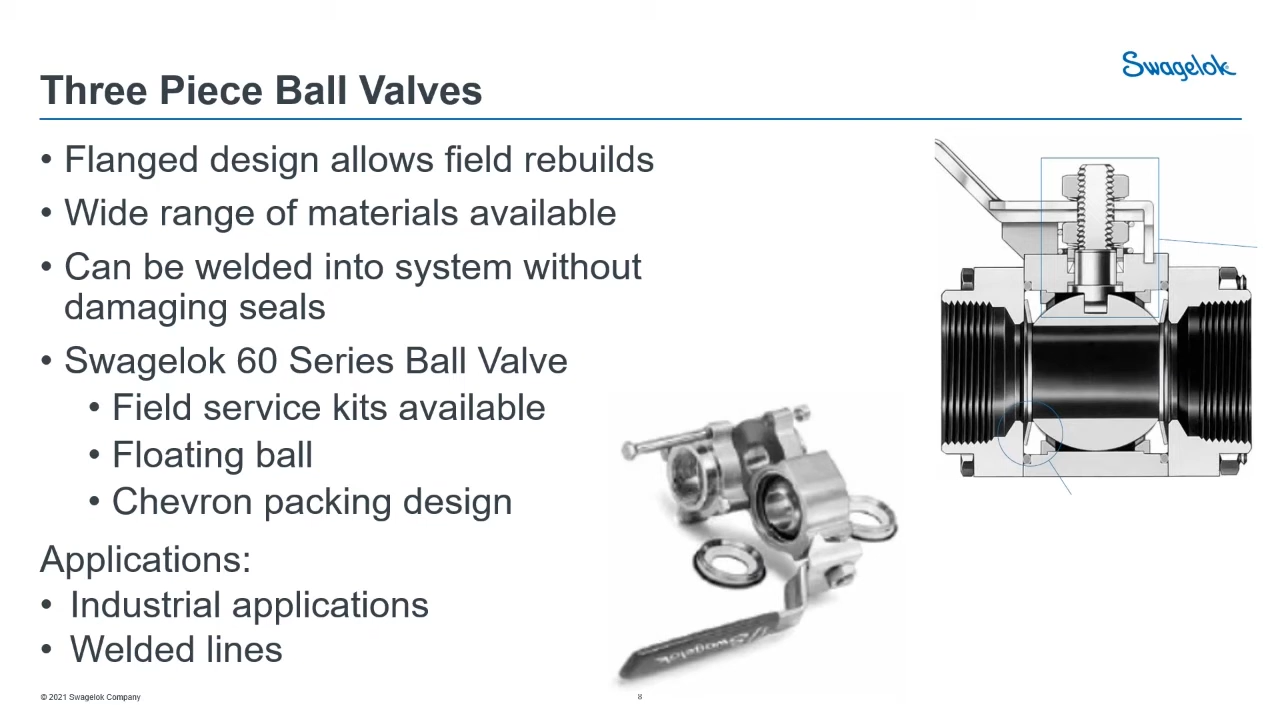 Swagelok
Three Piece Ball Valves
• Flanged design allows field rebuilds
• Wide range of materials available
• Can be welded into system without
damaging seals
• Swagelok 60 Series Ball Valve
• Field service kits available
• Floating ball
• Chevron packing design
Applications:
• Industrial applications
• Welded lines
Swagelok
© 2021 Swagelok Company
8